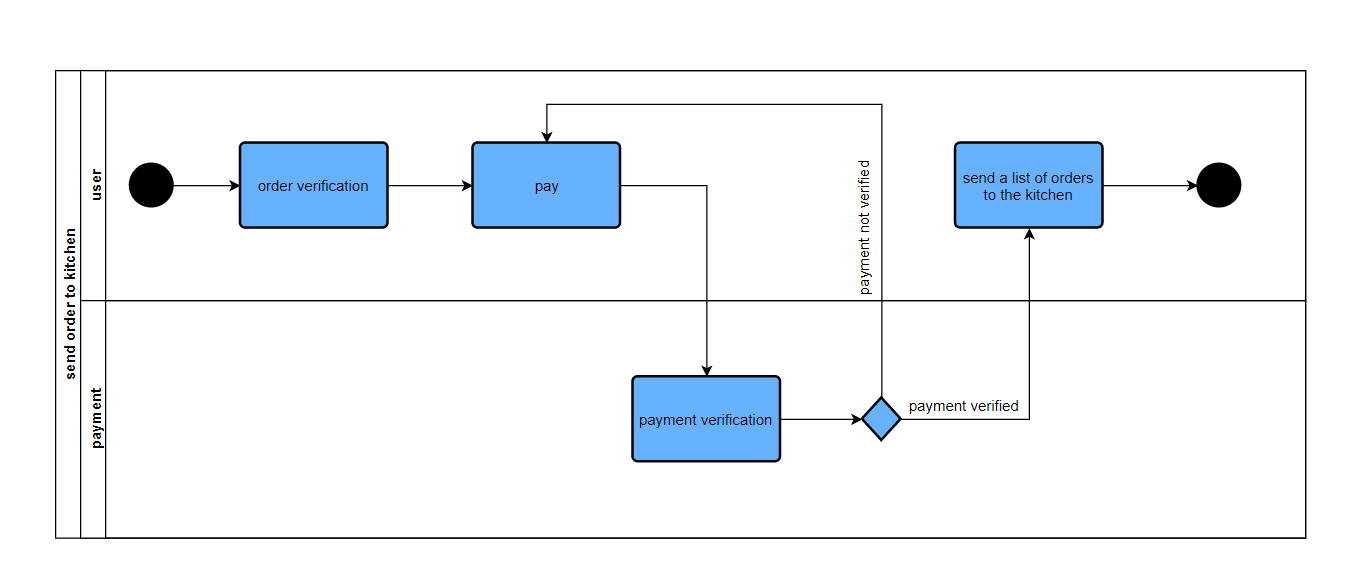 send order to kitchen
user
order verification
pay
payment not verified
send a list of orders
to the kitchen
payment
payment verification
payment verified